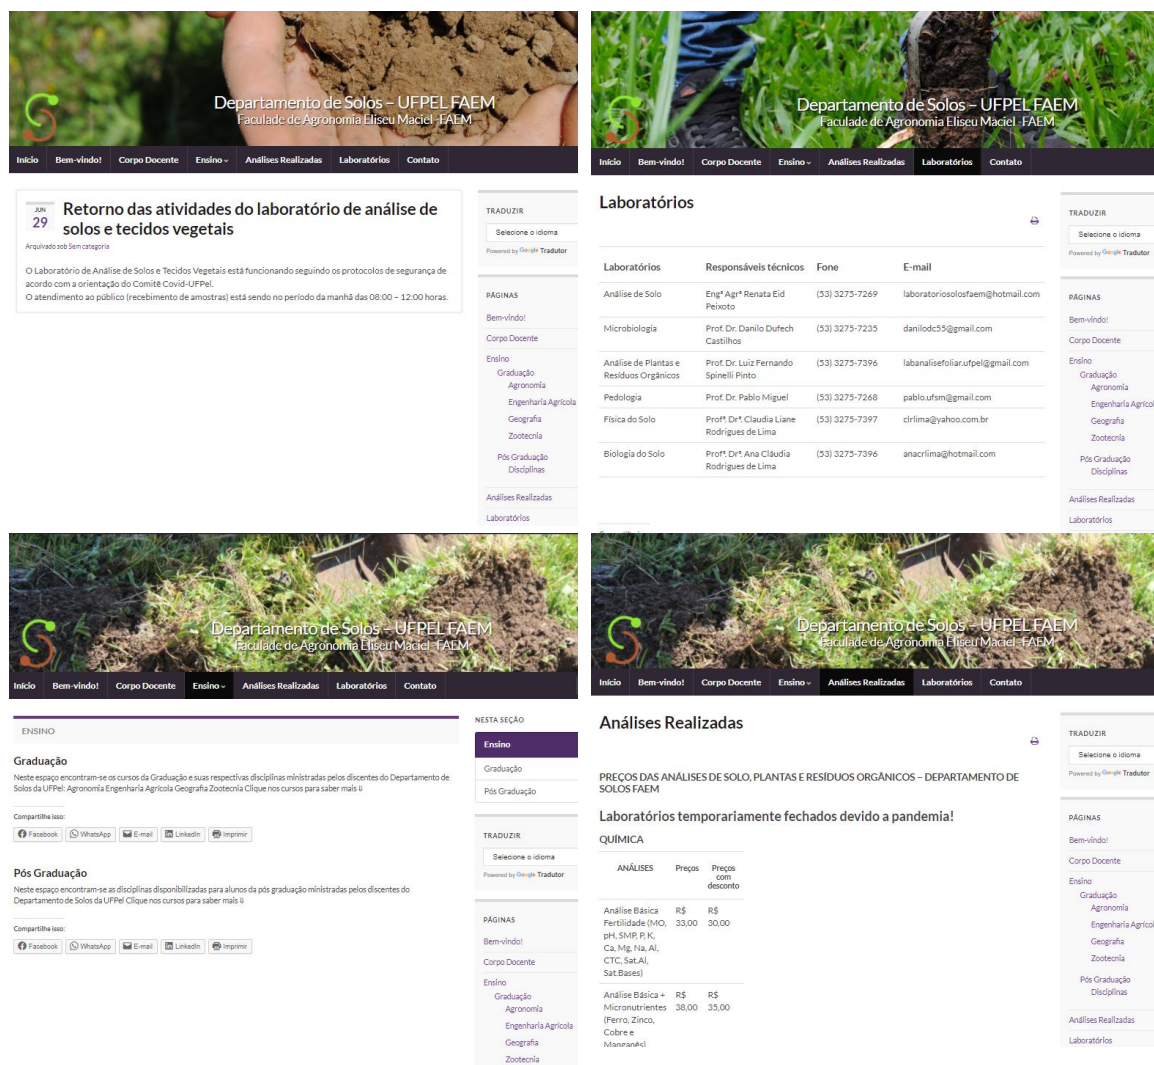 Departamento de Solos – UFPEL FAEM
Faculade de Agronomia Eliseu Maciel -FAEM
Início Bem-vindo! Corpo Docente Ensino Análises Realizadas Laboratórios Contato
JUN
29
Retorno das atividades do laboratório de análise de
solos e tecidos vegetais
Arquivado sob Sem categoria
O Laboratório de Análise de Solos e Tecidos Vegetais está funcionando seguindo os protocolos de segurança de
acordo com a orientação do Comitê Covid-UFPel.
O atendimento ao público (recebimento de amostras) está sendo no período da manhã das 08:00 – 12:00 horas.
TRADUZIR
Selecione o idioma
Powered by Google Tradutor
PÁGINAS
Bem-vindo!
Corpo Docente
Ensino
Graduação
Agronomia
Engenharia Agrícola
Geografia
Zootecnia
Pós Graduação
Disciplinas
Análises Realizadas
Laboratórios
Departamento de Solos – UFPEL FAEM
Faculade de Agronomia Eliseu Maciel -FAEM
Início Bem-vindo! Corpo Docente Ensino Análises Realizadas Laboratórios Contato
Laboratórios
Laboratórios Responsáveis técnicos Fone E-mail
Análise de Solo Engª Agrª Renata Eid (53) 3275-7269 laboratoriosolosfaem@hotmail.com
Peixoto
Microbiologia Prof. Dr. Danilo Dufech (53) 3275-7235 danilodc55@gmail.com
Castilhos
Análise de Plantas e Prof. Dr. Luiz Fernando (53) 3275-7396 labanalisefoliar.ufpel@gmail.com
Resíduos Orgânicos Spinelli Pinto
Pedologia Prof. Dr. Pablo Miguel (53) 3275-7268 pablo.ufsm@gmail.com
Física do Solo Profª. Drª. Claudia Liane (53) 3275-7397 clrlima@yahoo.com.br
Rodrigues de Lima
Biologia do Solo Profª. Drª. Ana Cláudia (53) 3275-7396 anacrlima@hotmail.com
Rodrigues de Lima
TRADUZIR
Selecione o idioma
Powered by Google Tradutor
PÁGINAS
Bem-vindo!
Corpo Docente
Ensino
Graduação
Agronomia
Engenharia Agrícol
Geografia
Zootecnia
Pós Graduação
Disciplinas
Análises Realizadas
Laboratórios
Departamento de Solos – UFPEL FAEM
Faculade de Agronomia Eliseu Maciel -FAEM
Início Bem-vindo! Corpo Docente Ensino Análises Realizadas Laboratórios Contato
ENSINO
Graduação
Neste espaço encontram-se os cursos da Graduação e suas respectivas disciplinas ministradas pelos discentes do Departamento de
Solos da UFPel: Agronomia Engenharia Agrícola Geografia Zootecnia Clique nos cursos para saber mais ⇓
Compartilhe isso:
Facebook WhatsApp E-mail LinkedIn Imprimir
Pós Graduação
Neste espaço encontram-se as disciplinas disponibilizadas para alunos da pós graduação ministradas pelos discentes do
Departamento de Solos da UFPel Clique nos cursos para saber mais ⇓
Compartilhe isso:
Facebook WhatsApp E-mail LinkedIn Imprimir
NESTA SEÇÃO
Ensino
Graduação
Pós Graduação
TRADUZIR
Selecione o idioma
Powered by Google Tradutor
PÁGINAS
Bem-vindo!
Corpo Docente
Ensino
Graduação
Agronomia
Engenharia Agrícola
Geografia
Zootecnia
Departamento de Solos – UFPEL FAEM
Faculade de Agronomia Eliseu Maciel -FAEM
Início Bem-vindo! Corpo Docente Ensino Análises Realizadas Laboratórios Contato
Análises Realizadas
PREÇOS DAS ANÁLISES DE SOLO, PLANTAS E RESÍDUOS ORGÂNICOS – DEPARTAMENTO DE
SOLOS FAEM
Laboratórios temporariamente fechados devido a pandemia!
QUÍMICA
ANÁLISES Preços Preços
com
desconto
Análise Básica R$ R$
Fertilidade (MO, 33,00 30,00
pH, SMP, P, K,
Ca, Mg, Na, Al,
CTC, Sat.Al,
Sat.Bases)
Análise Básica + R$ R$
Micronutrientes 38,00 35,00
(Ferro, Zinco,
Cobre e
Manganês)
TRADUZIR
Selecione o idioma
Powered by Google Tradutor
PÁGINAS
Bem-vindo!
Corpo Docente
Ensino
Graduação
Agronomia
Engenharia Agrícol
Geografia
Zootecnia
Pós Graduação
Disciplinas
Análises Realizadas
Laboratórios